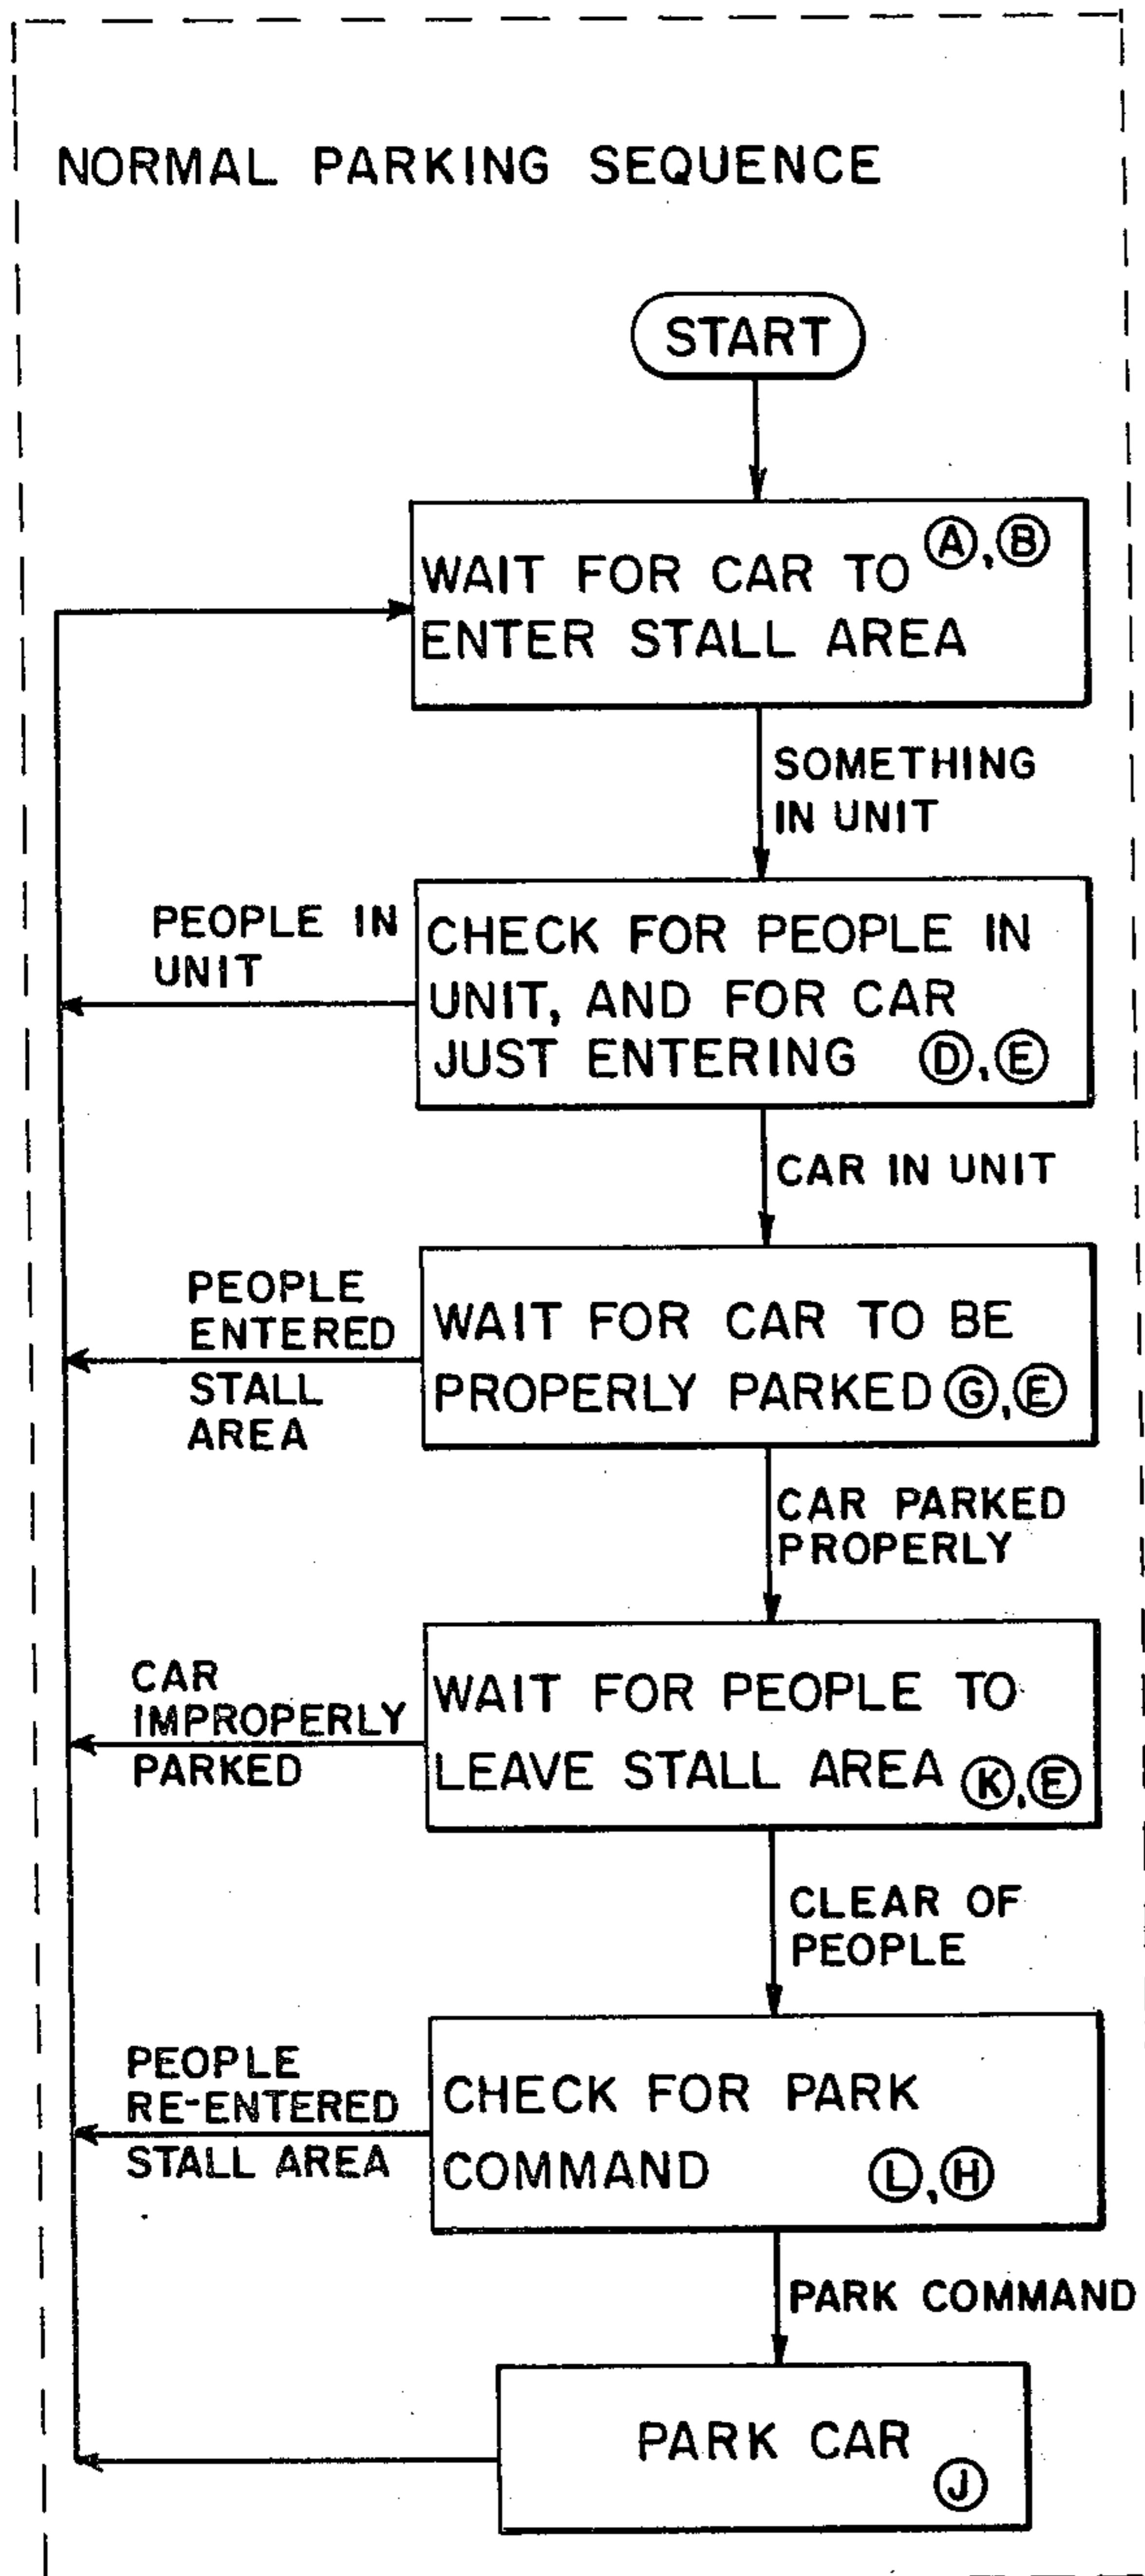 NORMAL PARKING SEQUENCE
START
WAIT FOR CAR TO Ⓐ,Ⓑ
ENTER STALL AREA
SOMETHING
IN UNIT
PEOPLE IN
UNIT
CHECK FOR PEOPLE IN
UNIT, AND FOR CAR
JUST ENTERING Ⓓ,Ⓔ
CAR IN UNIT
PEOPLE
ENTERED
STALL
AREA
WAIT FOR CAR TO BE
PROPERLY PARKED Ⓖ,Ⓔ
CAR PARKED
PROPERLY
CAR
IMPROPERLY
PARKED
WAIT FOR PEOPLE TO
LEAVE STALL AREA Ⓚ,Ⓔ
CLEAR OF
PEOPLE
PEOPLE
RE-ENTERED
STALL AREA
CHECK FOR PARK
COMMAND Ⓛ,Ⓗ
PARK COMMAND
PARK CAR
Ⓙ